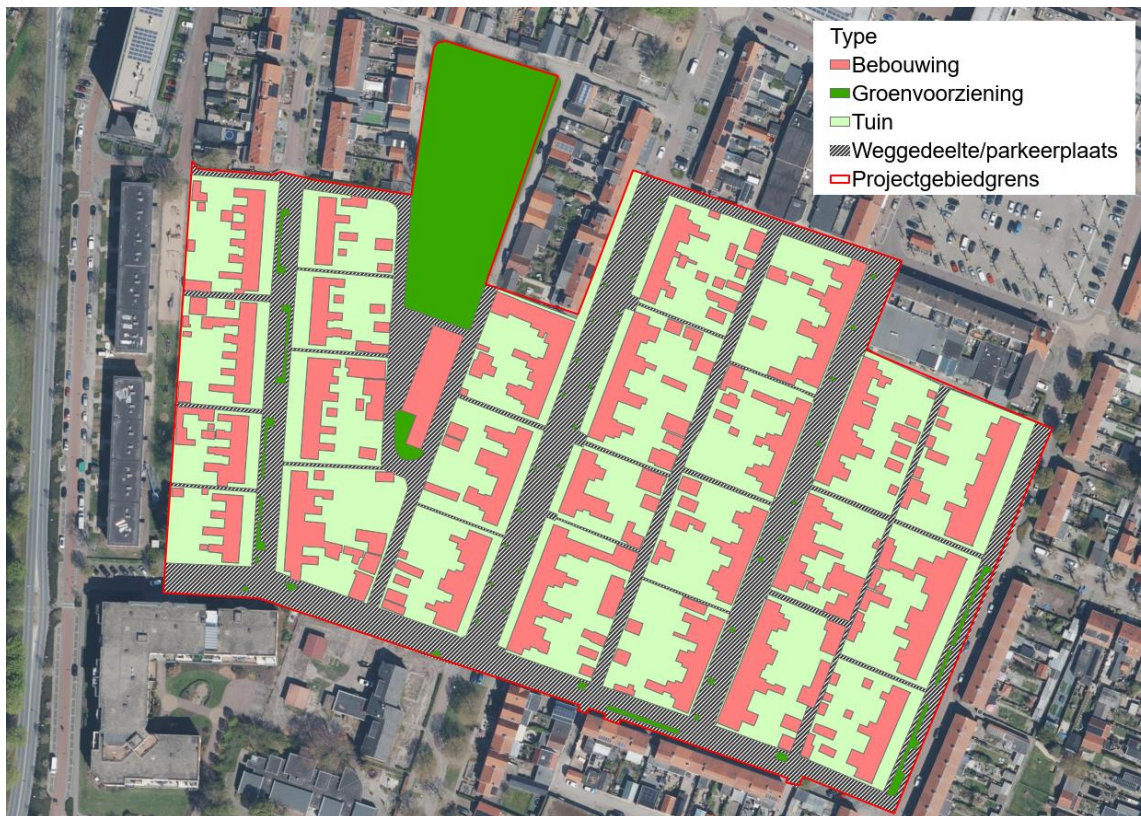 Type
Bebouwing
Groenvoorziening
Tuin
Weggedeelte/parkeerplaats
Projectgebiedgrens